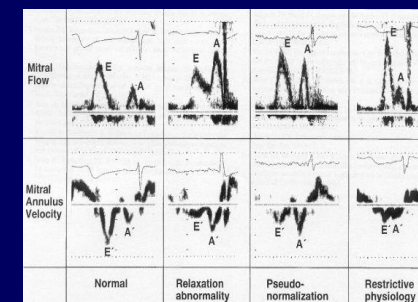 Mitral Flow
E A
E A
E A
E A
Mitral Annulus Velocity
E´ A´
E´ A´
E´ A´
E´ A´
Normal
Relaxation abnormality
Pseudo-normalization
Restrictive physiology